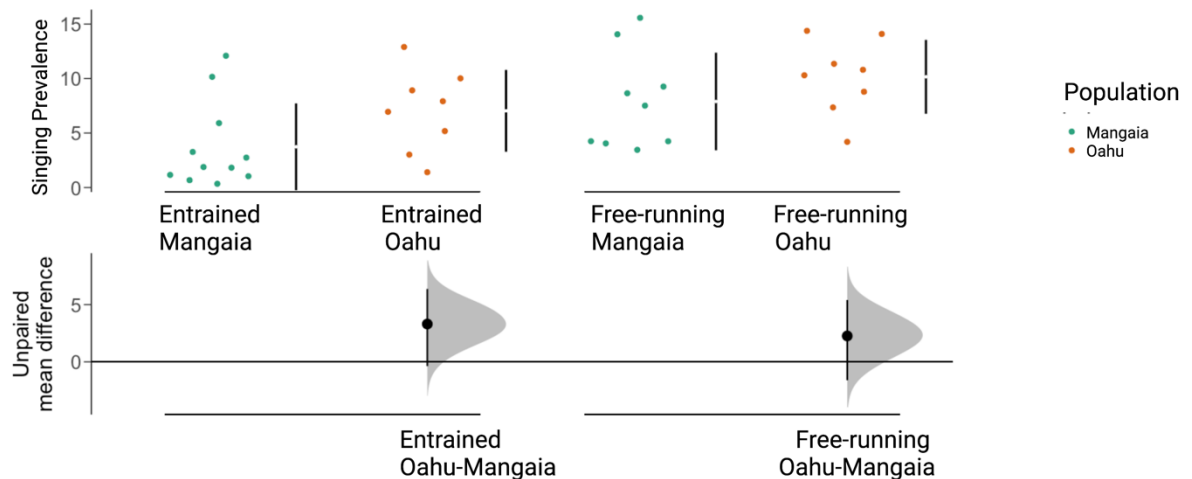 Singing Prevalence
15
10
5
0
Entrained
Mangaia
Entrained
Oahu
Free-running
Mangaia
Free-running
Oahu
Population
Mangaia
Oahu
Unpaired
mean difference
5
0
Entrained
Oahu-Mangaia
Free-running
Oahu-Mangaia